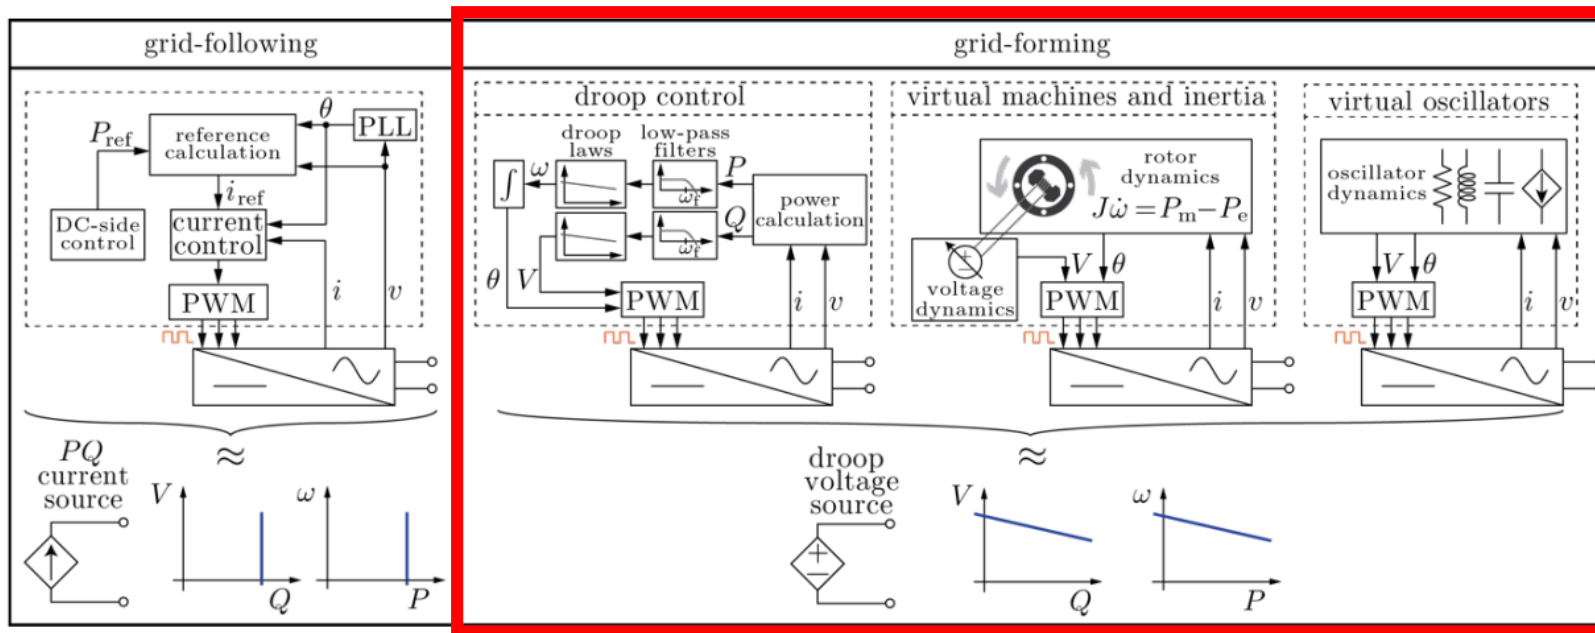 grid-following
θ
PLL
P_ref
reference
calculation
i_ref
DC-side
control
current
control
PWM
i
v
≈
PQ
current
source
V
Q
ω
P
grid-forming
droop control
droop
laws
low-pass
filters
∫
ω
ω_f
P
power
calculation
Q
ω_f
θ
V
PWM
i
v
virtual machines and inertia
rotor
dynamics
Jω̇ = P_m − P_e
voltage
dynamics
V
θ
PWM
i
v
virtual oscillators
oscillator
dynamics
V
θ
PWM
i
v
≈
droop
voltage
source
V
Q
ω
P